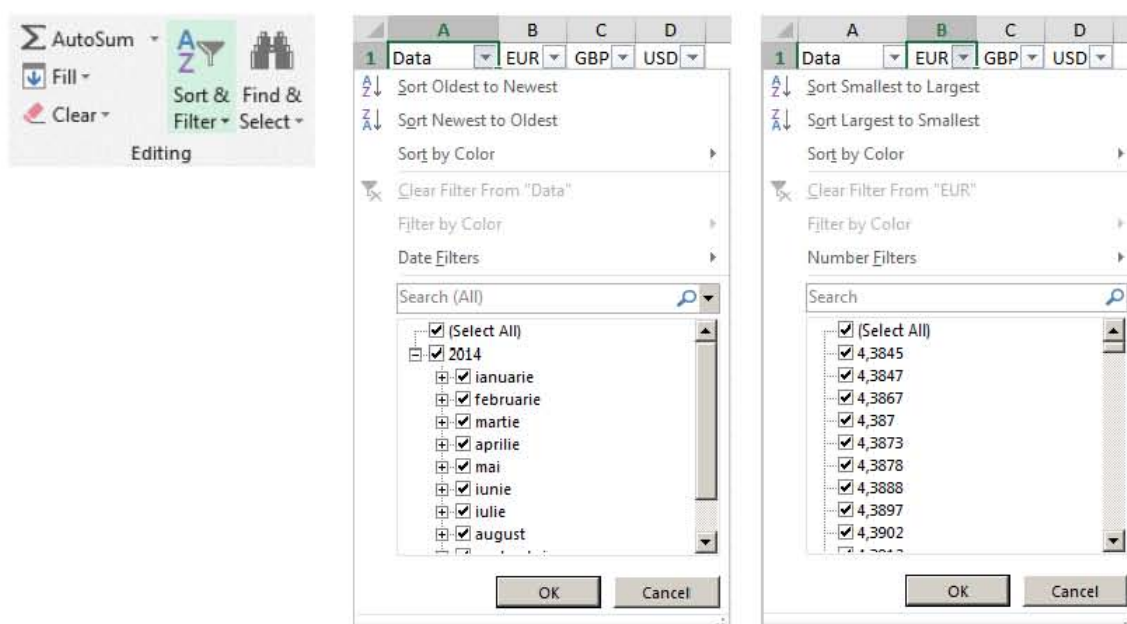 AutoSum
Fill
Clear
Sort & Filter
Find & Select
Editing
A B C D
1 Data EUR GBP USD
Sort Oldest to Newest
Sort Newest to Oldest
Sort by Color
Clear Filter From "Data"
Filter by Color
Date Filters
Search (All)
(Select All)
2014
ianuarie
februarie
martie
aprilie
mai
iunie
iulie
august
OK Cancel
A B C D
1 Data EUR GBP USD
Sort Smallest to Largest
Sort Largest to Smallest
Sort by Color
Clear Filter From "EUR"
Filter by Color
Number Filters
Search
(Select All)
4,3845
4,3847
4,3867
4,387
4,3873
4,3878
4,3888
4,3897
4,3902
OK Cancel